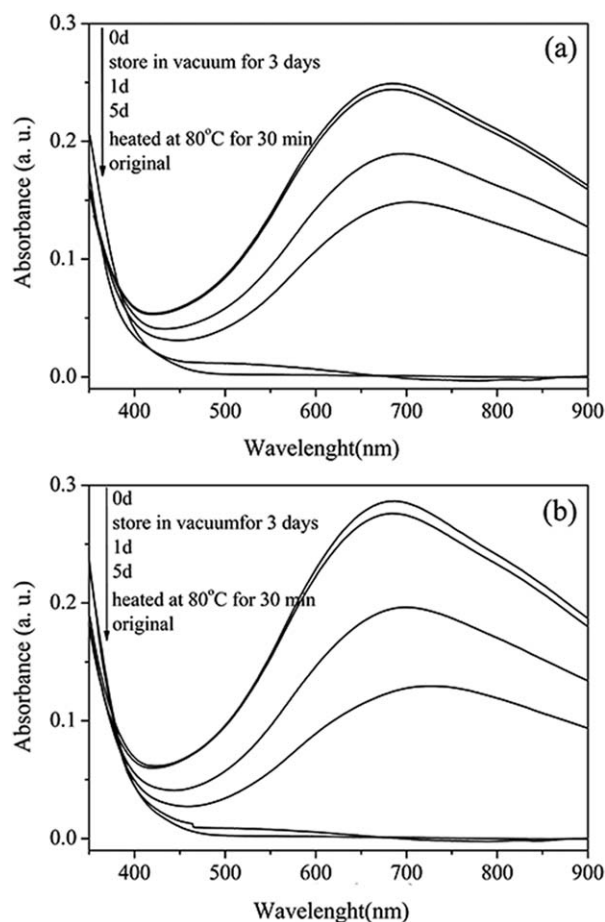 (a)
0d
store in vacuum for 3 days
1d
5d
heated at 80°C for 30 min
original
Absorbance (a. u.)
0.3
0.2
0.1
0.0
400 500 600 700 800 900
Wavelenght(nm)
(b)
0d
store in vacuumfor 3 days
1d
5d
heated at 80°C for 30 min
original
Absorbance (a. u.)
0.3
0.2
0.1
0.0
400 500 600 700 800 900
Wavelenght(nm)